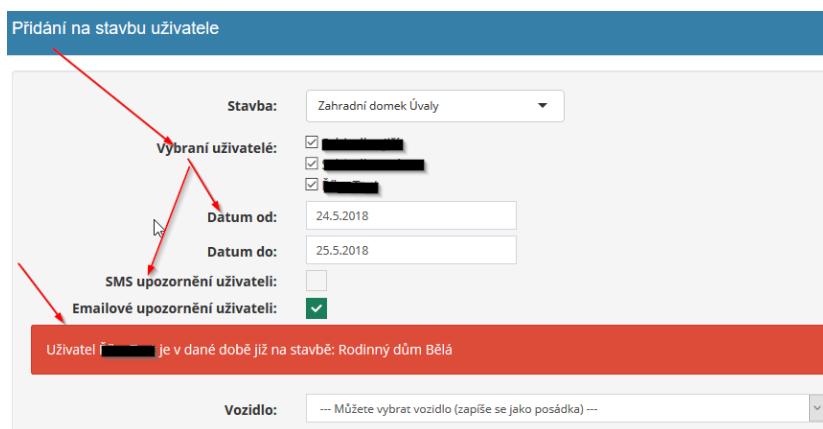 Přidání na stavbu uživatele
Stavba:
Zahradní domek Úvaly
Vybraní uživatelé:
Datum od:
24.5.2018
Datum do:
25.5.2018
SMS upozornění uživateli:
Emailové upozornění uživateli:
Uživatel je v dané době již na stavbě: Rodinný dům Bělá
Vozidlo:
--- Můžete vybrat vozidlo (zapíše se jako posádka) ---